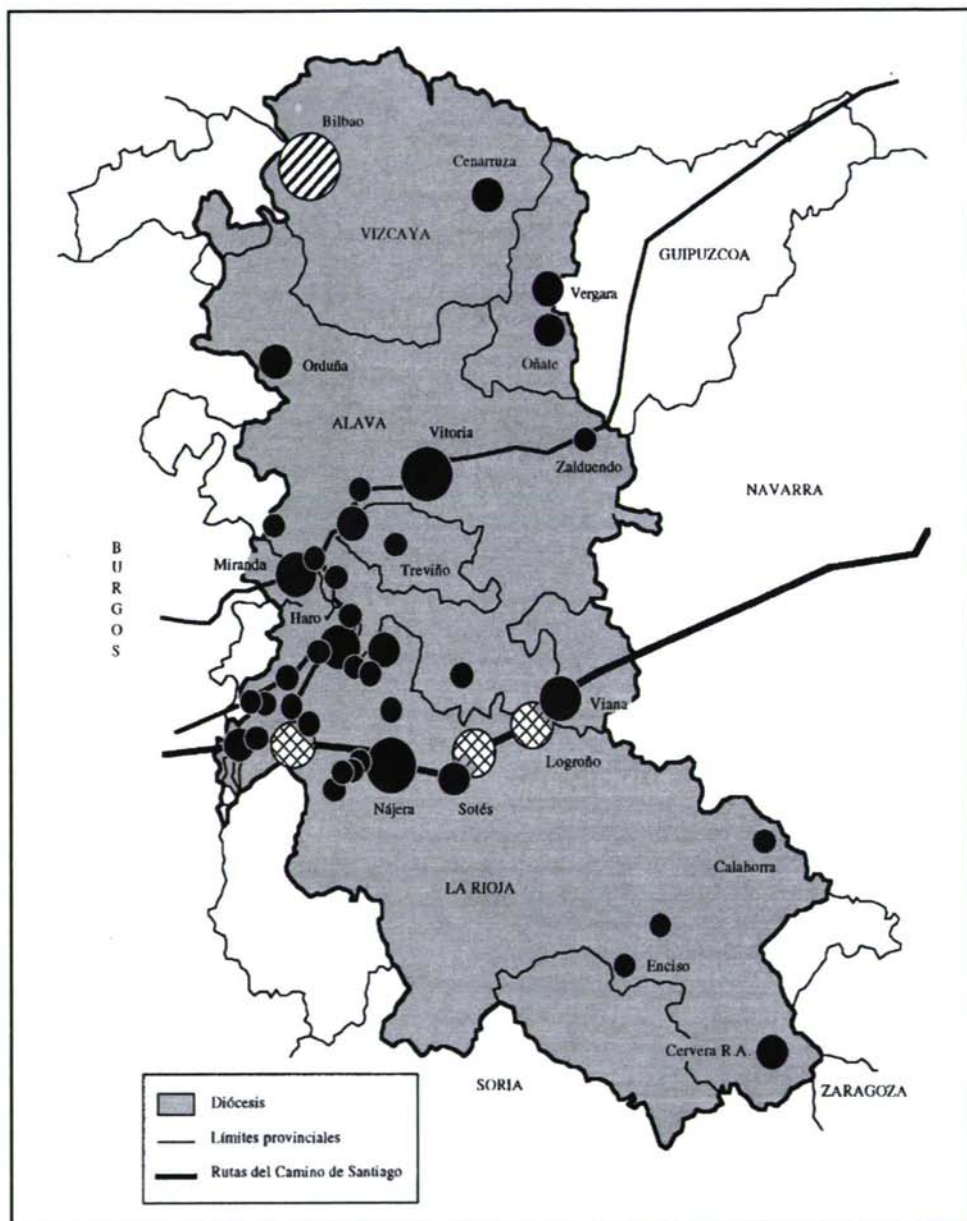 Bilbao
Cenarruza
VIZCAYA
GUIPUZCOA
Vergara
Oñate
Orduña
ALAVA
Vitoria
Zalduendo
NAVARRA
BURGOS
Miranda
Treviño
Haro
Viana
Logroño
Nájera
Sotés
Calahorra
LA RIOJA
Enciso
Cervera R.A.
SORIA
ZARAGOZA
Diócesis
Límites provinciales
Rutas del Camino de Santiago